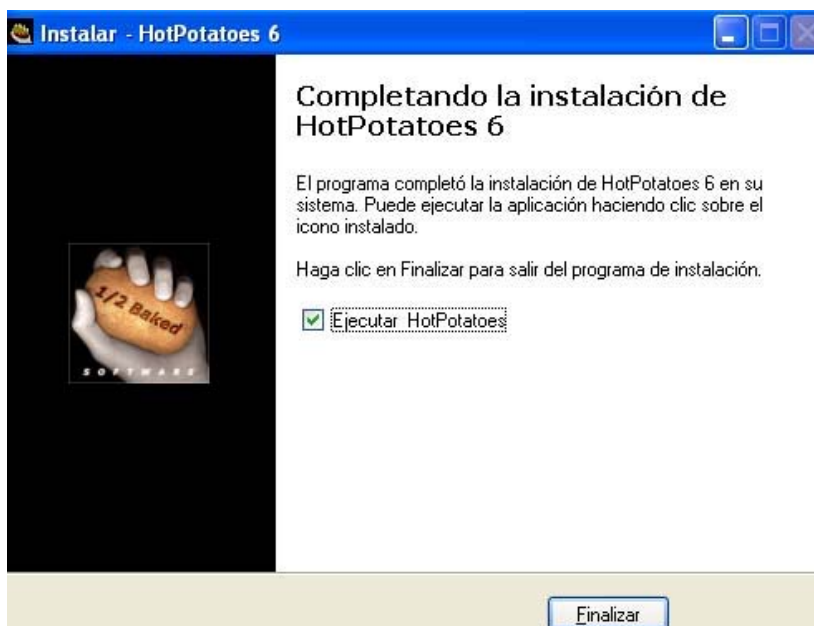 Instalar - HotPotatoes 6
Completando la instalación de
HotPotatoes 6
El programa completó la instalación de HotPotatoes 6 en su
sistema. Puede ejecutar la aplicación haciendo clic sobre el
icono instalado.
Haga clic en Finalizar para salir del programa de instalación.
1/2 Baked
SOFTWARE
Ejecutar HotPotatoes
Finalizar